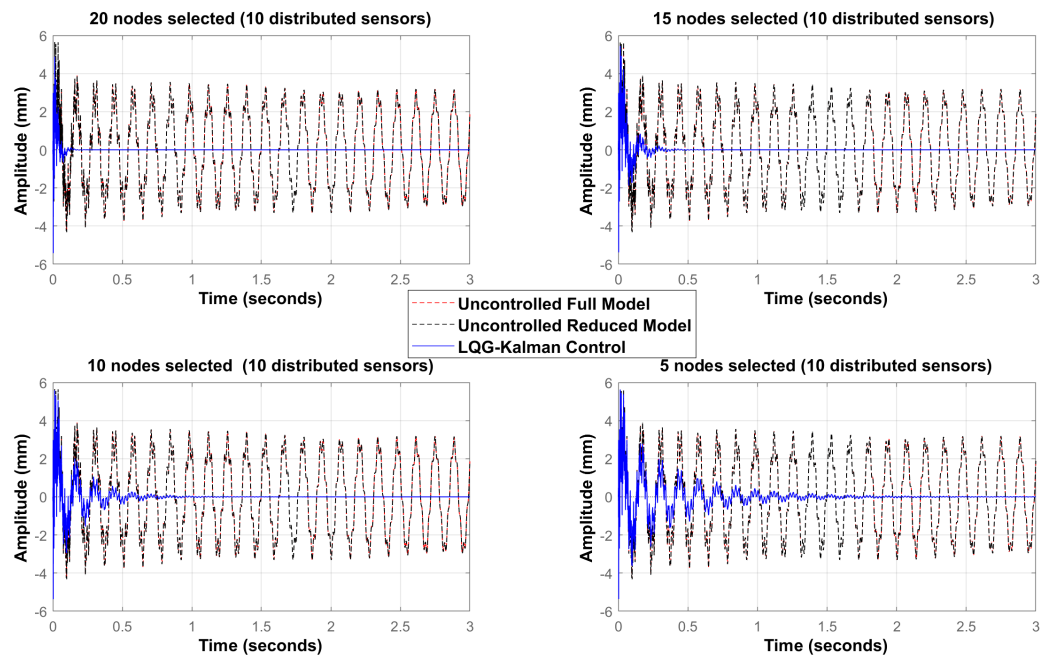 20 nodes selected (10 distributed sensors)
6
4
2
0
-2
-4
-6
Amplitude (mm)
0 0.5 1 1.5 2 2.5 3
Time (seconds)
15 nodes selected (10 distributed sensors)
6
4
2
0
-2
-4
-6
Amplitude (mm)
0 0.5 1 1.5 2 2.5 3
Time (seconds)
Uncontrolled Full Model
Uncontrolled Reduced Model
LQG-Kalman Control
10 nodes selected (10 distributed sensors)
6
4
2
0
-2
-4
-6
Amplitude (mm)
0 0.5 1 1.5 2 2.5 3
Time (seconds)
5 nodes selected (10 distributed sensors)
6
4
2
0
-2
-4
-6
Amplitude (mm)
0 0.5 1 1.5 2 2.5 3
Time (seconds)